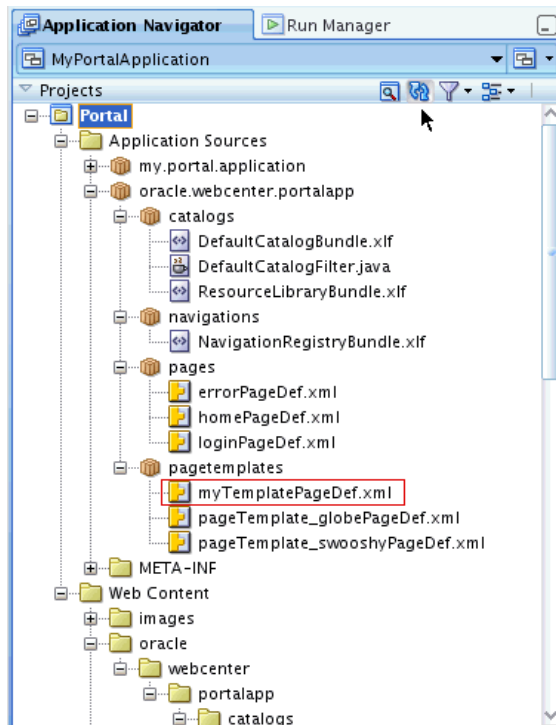 Application Navigator
Run Manager
MyPortalApplication
Projects
Portal
Application Sources
my.portal.application
oracle.webcenter.portalapp
catalogs
DefaultCatalogBundle.xlf
DefaultCatalogFilter.java
ResourceLibraryBundle.xlf
navigations
NavigationRegistryBundle.xlf
pages
errorPageDef.xml
homePageDef.xml
loginPageDef.xml
pagetemplates
myTemplatePageDef.xml
pageTemplate_globePageDef.xml
pageTemplate_swooshyPageDef.xml
META-INF
Web Content
images
oracle
webcenter
portalapp
catalogs